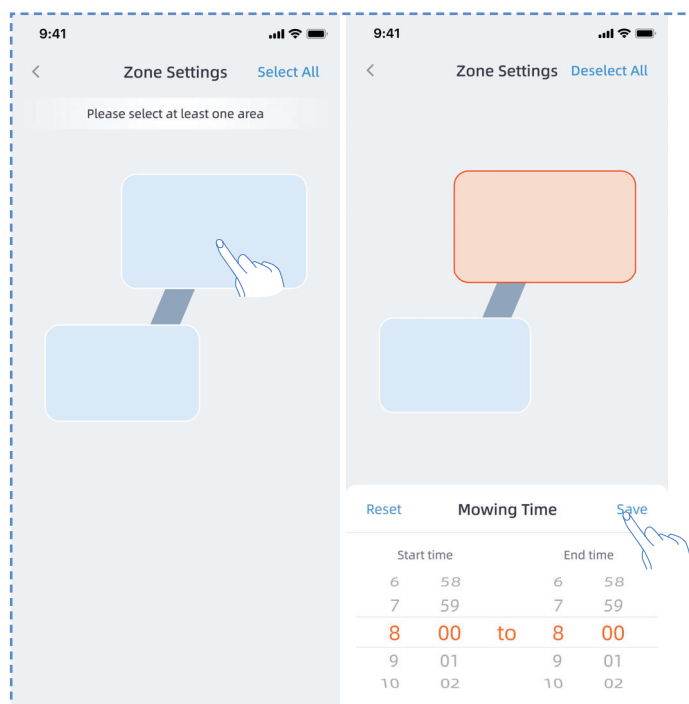 9:41
Zone Settings Select All
Please select at least one area
9:41
Zone Settings Deselect All
Reset Mowing Time Save
Start time End time
6 58 6 58
7 59 7 59
8 00 to 8 00
9 01 9 01
10 02 10 02